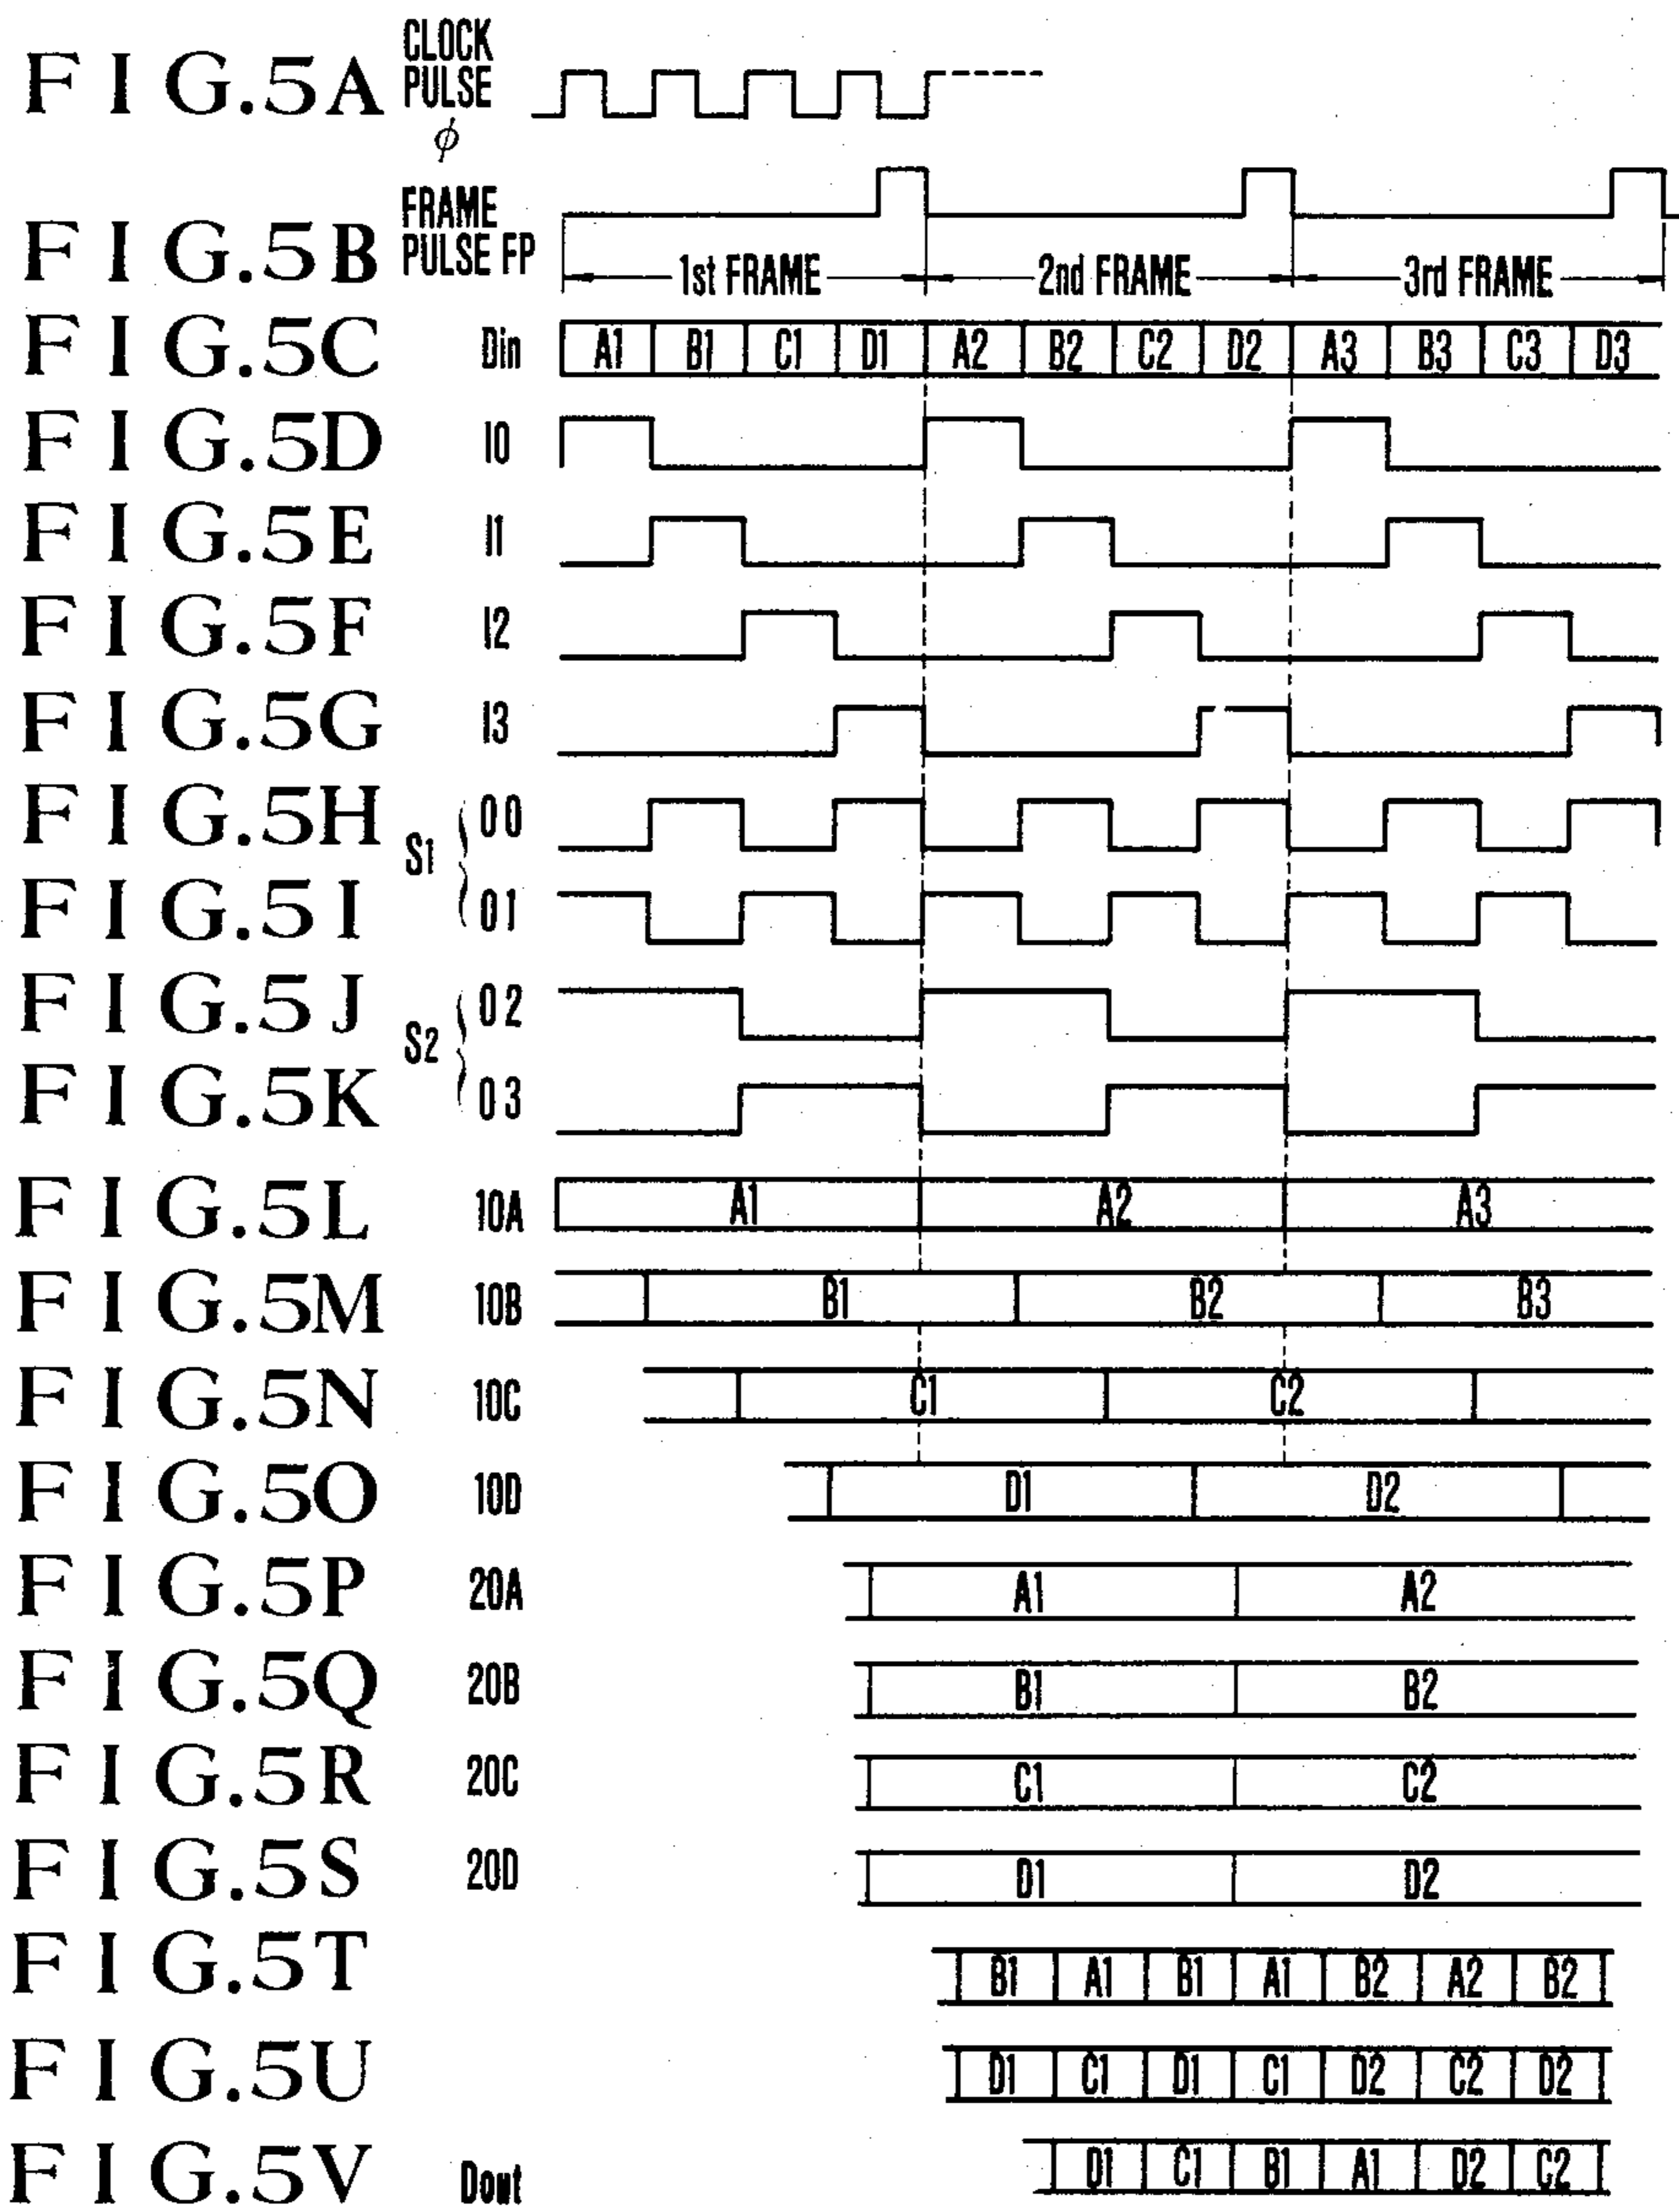 FIG.5A CLOCK PULSE φ
FIG.5B FRAME PULSE FP 1st FRAME 2nd FRAME 3rd FRAME
FIG.5C Din A1 B1 C1 D1 A2 B2 C2 D2 A3 B3 C3 D3
FIG.5D I0
FIG.5E I1
FIG.5F I2
FIG.5G I3
FIG.5H S1 00
FIG.5I 01
FIG.5J S2 02
FIG.5K 03
FIG.5L 10A A1 A2 A3
FIG.5M 10B B1 B2 B3
FIG.5N 10C C1 C2
FIG.5O 10D D1 D2
FIG.5P 20A A1 A2
FIG.5Q 20B B1 B2
FIG.5R 20C C1 C2
FIG.5S 20D D1 D2
FIG.5T B1 A1 B1 A1 B2 A2 B2
FIG.5U D1 C1 D1 C1 D2 C2 D2
FIG.5V Dout D1 C1 B1 A1 D2 C2